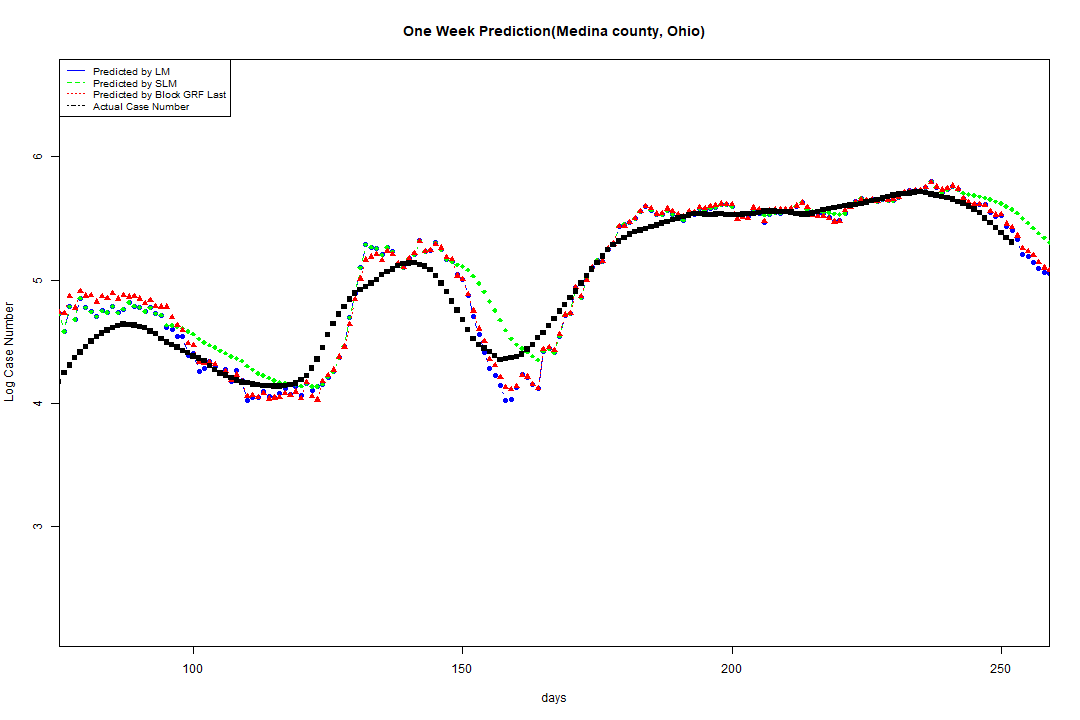 One Week Prediction(Medina county, Ohio)
Predicted by LM
Predicted by SLM
Predicted by Block GRF Last
Actual Case Number
Log Case Number
6
5
4
3
100 150 200 250
days